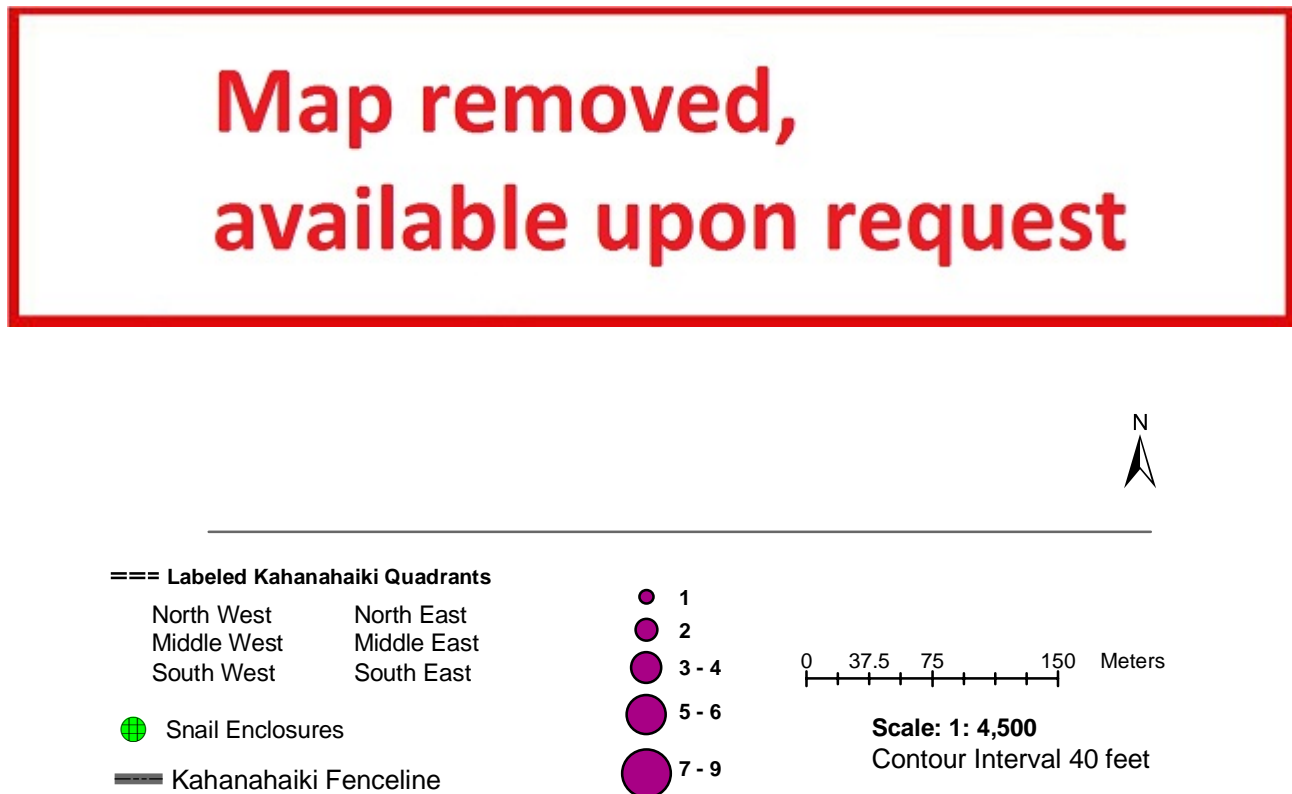 Map removed,
available upon request
N
Labeled Kahanahaiki Quadrants
North West North East
Middle West Middle East
South West South East
Snail Enclosures
Kahanahaiki Fenceline
1
2
3 - 4
5 - 6
7 - 9
0 37.5 75 150 Meters
Scale: 1: 4,500
Contour Interval 40 feet